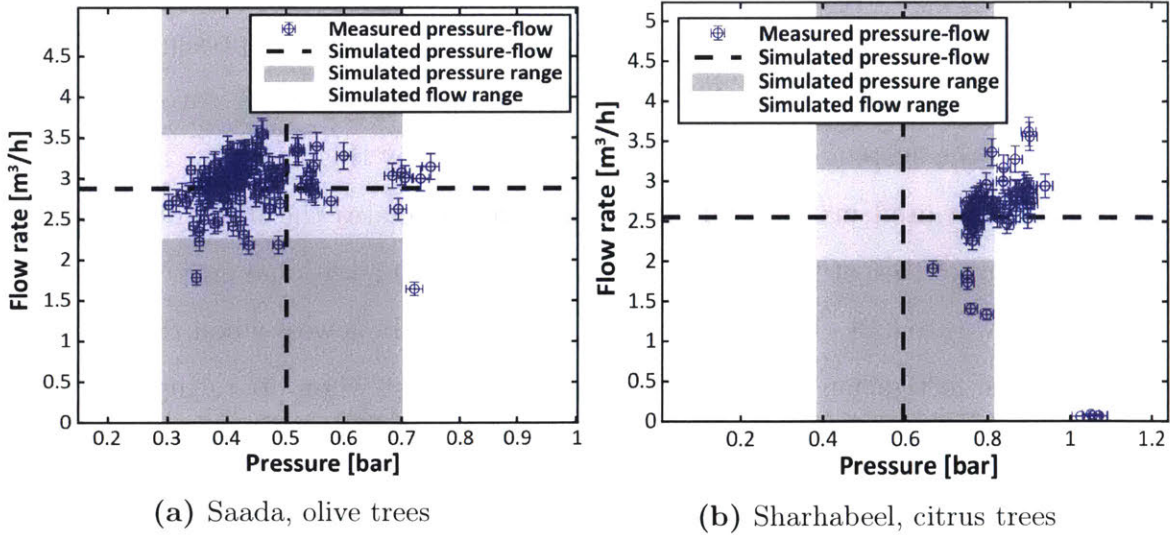 Measured pressure-flow
Simulated pressure-flow
Simulated pressure range
Simulated flow range
5
4.5
4
3.5
3
2.5
2
1.5
1
0.5
0
Flow rate [m³/h]
0.2 0.3 0.4 0.5 0.6 0.7 0.8 0.9 1
Pressure [bar]
(a) Saada, olive trees
Measured pressure-flow
Simulated pressure-flow
Simulated pressure range
Simulated flow range
5
4.5
4
3.5
3
2.5
2
1.5
1
0.5
0
Flow rate [m³/h]
0.2 0.4 0.6 0.8 1 1.2
Pressure [bar]
(b) Sharhabeel, citrus trees